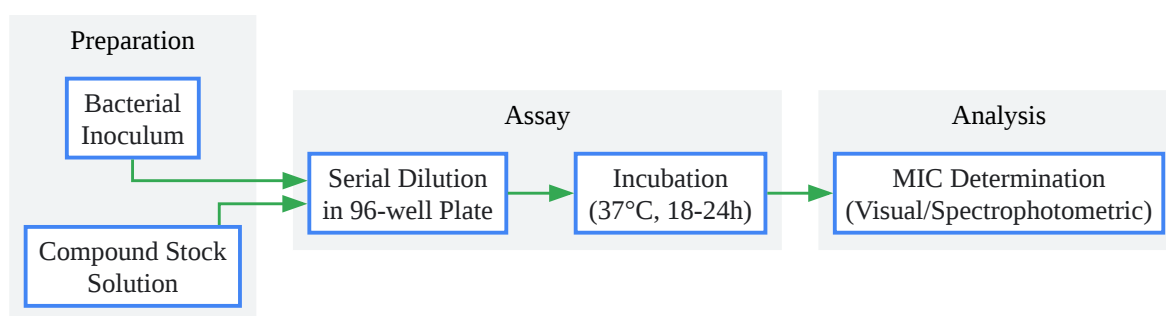 Preparation
Bacterial
Inoculum
Compound Stock
Solution
Assay
Serial Dilution
in 96-well Plate
Incubation
(37°C, 18-24h)
Analysis
MIC Determination
(Visual/Spectrophotometric)